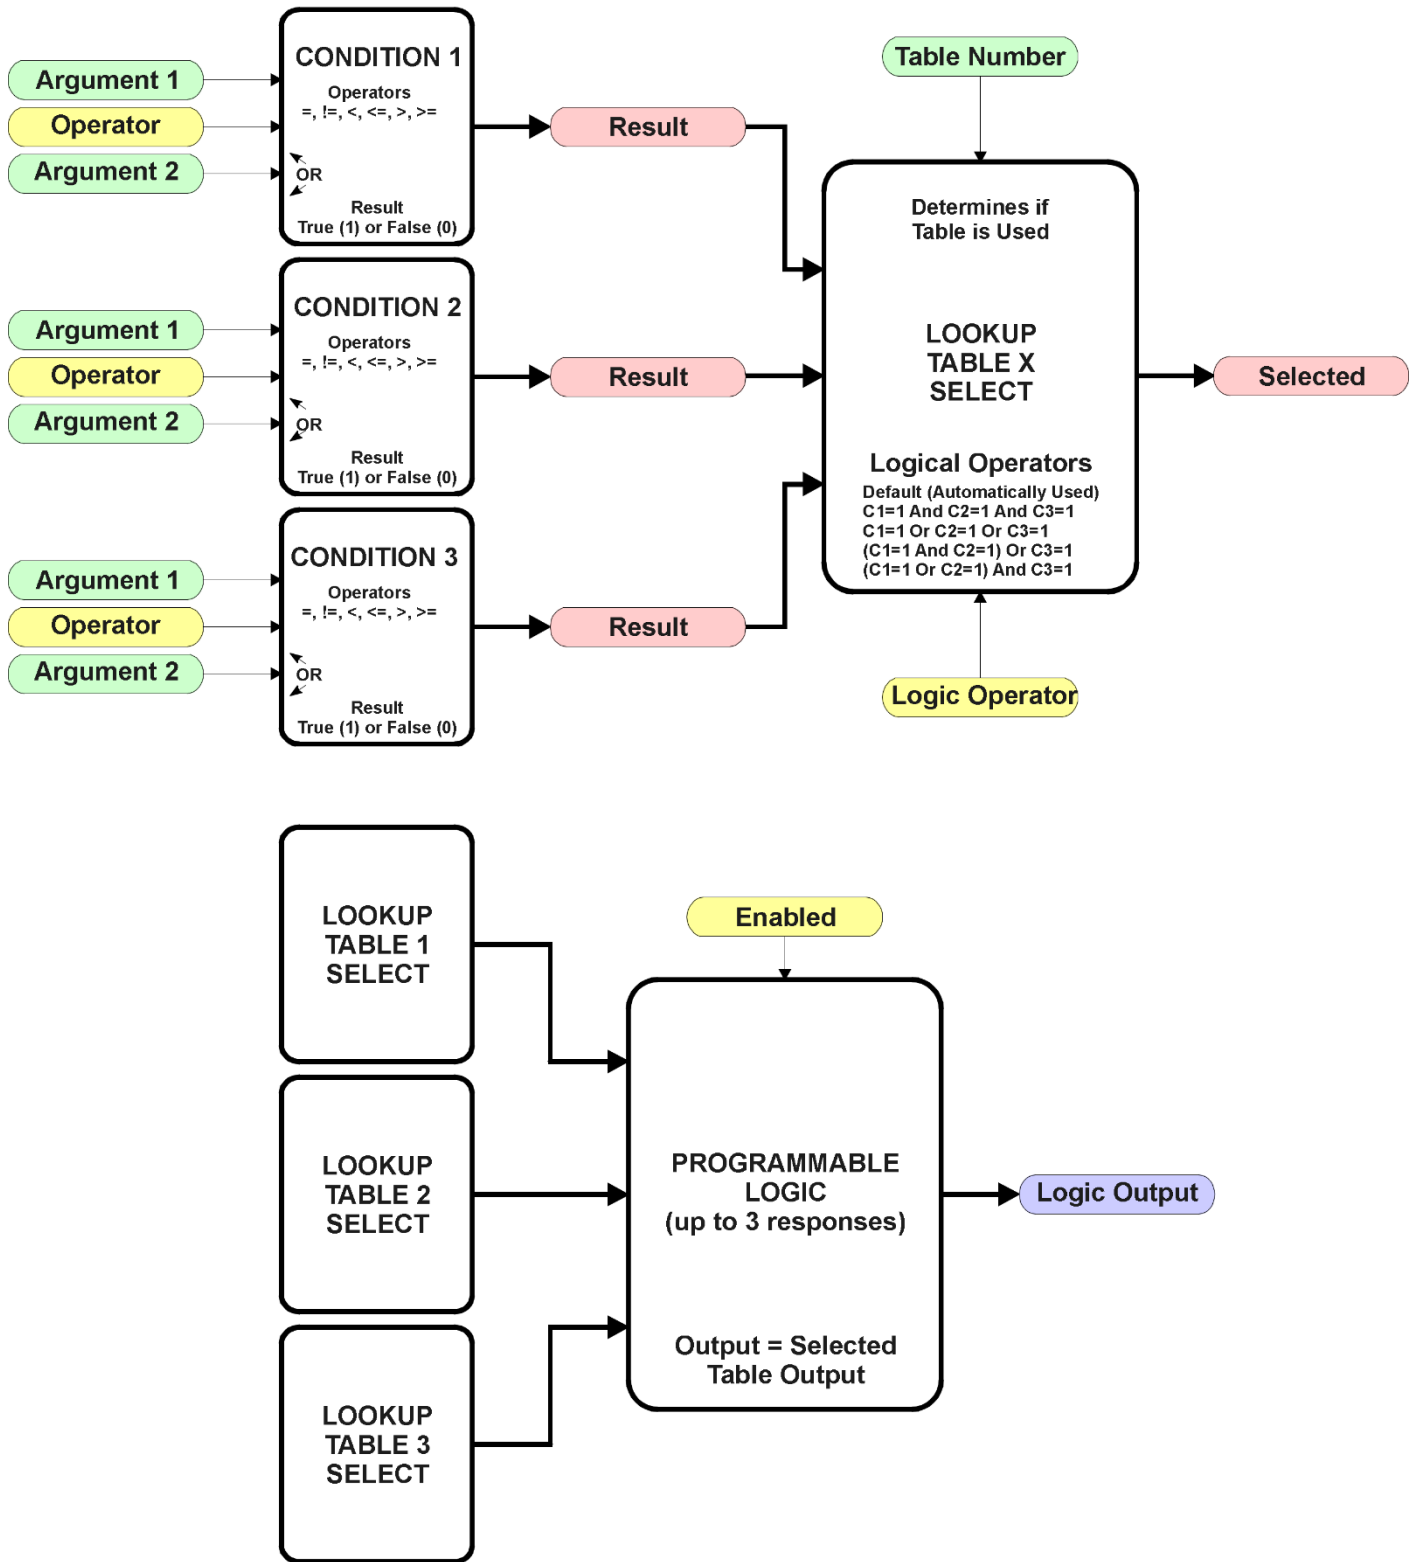 Argument 1
Operator
Argument 2
CONDITION 1
Operators
=, !=, <, <=, >, >=
OR
Result
True (1) or False (0)
Result
Argument 1
Operator
Argument 2
CONDITION 2
Operators
=, !=, <, <=, >, >=
OR
Result
True (1) or False (0)
Result
Argument 1
Operator
Argument 2
CONDITION 3
Operators
=, !=, <, <=, >, >=
OR
Result
True (1) or False (0)
Result
Table Number
Determines if
Table is Used
LOOKUP
TABLE X
SELECT
Logical Operators
Default (Automatically Used)
C1=1 And C2=1 And C3=1
C1=1 Or C2=1 Or C3=1
(C1=1 And C2=1) Or C3=1
(C1=1 Or C2=1) And C3=1
Logic Operator
Selected
LOOKUP
TABLE 1
SELECT
LOOKUP
TABLE 2
SELECT
LOOKUP
TABLE 3
SELECT
Enabled
PROGRAMMABLE
LOGIC
(up to 3 responses)
Output = Selected
Table Output
Logic Output